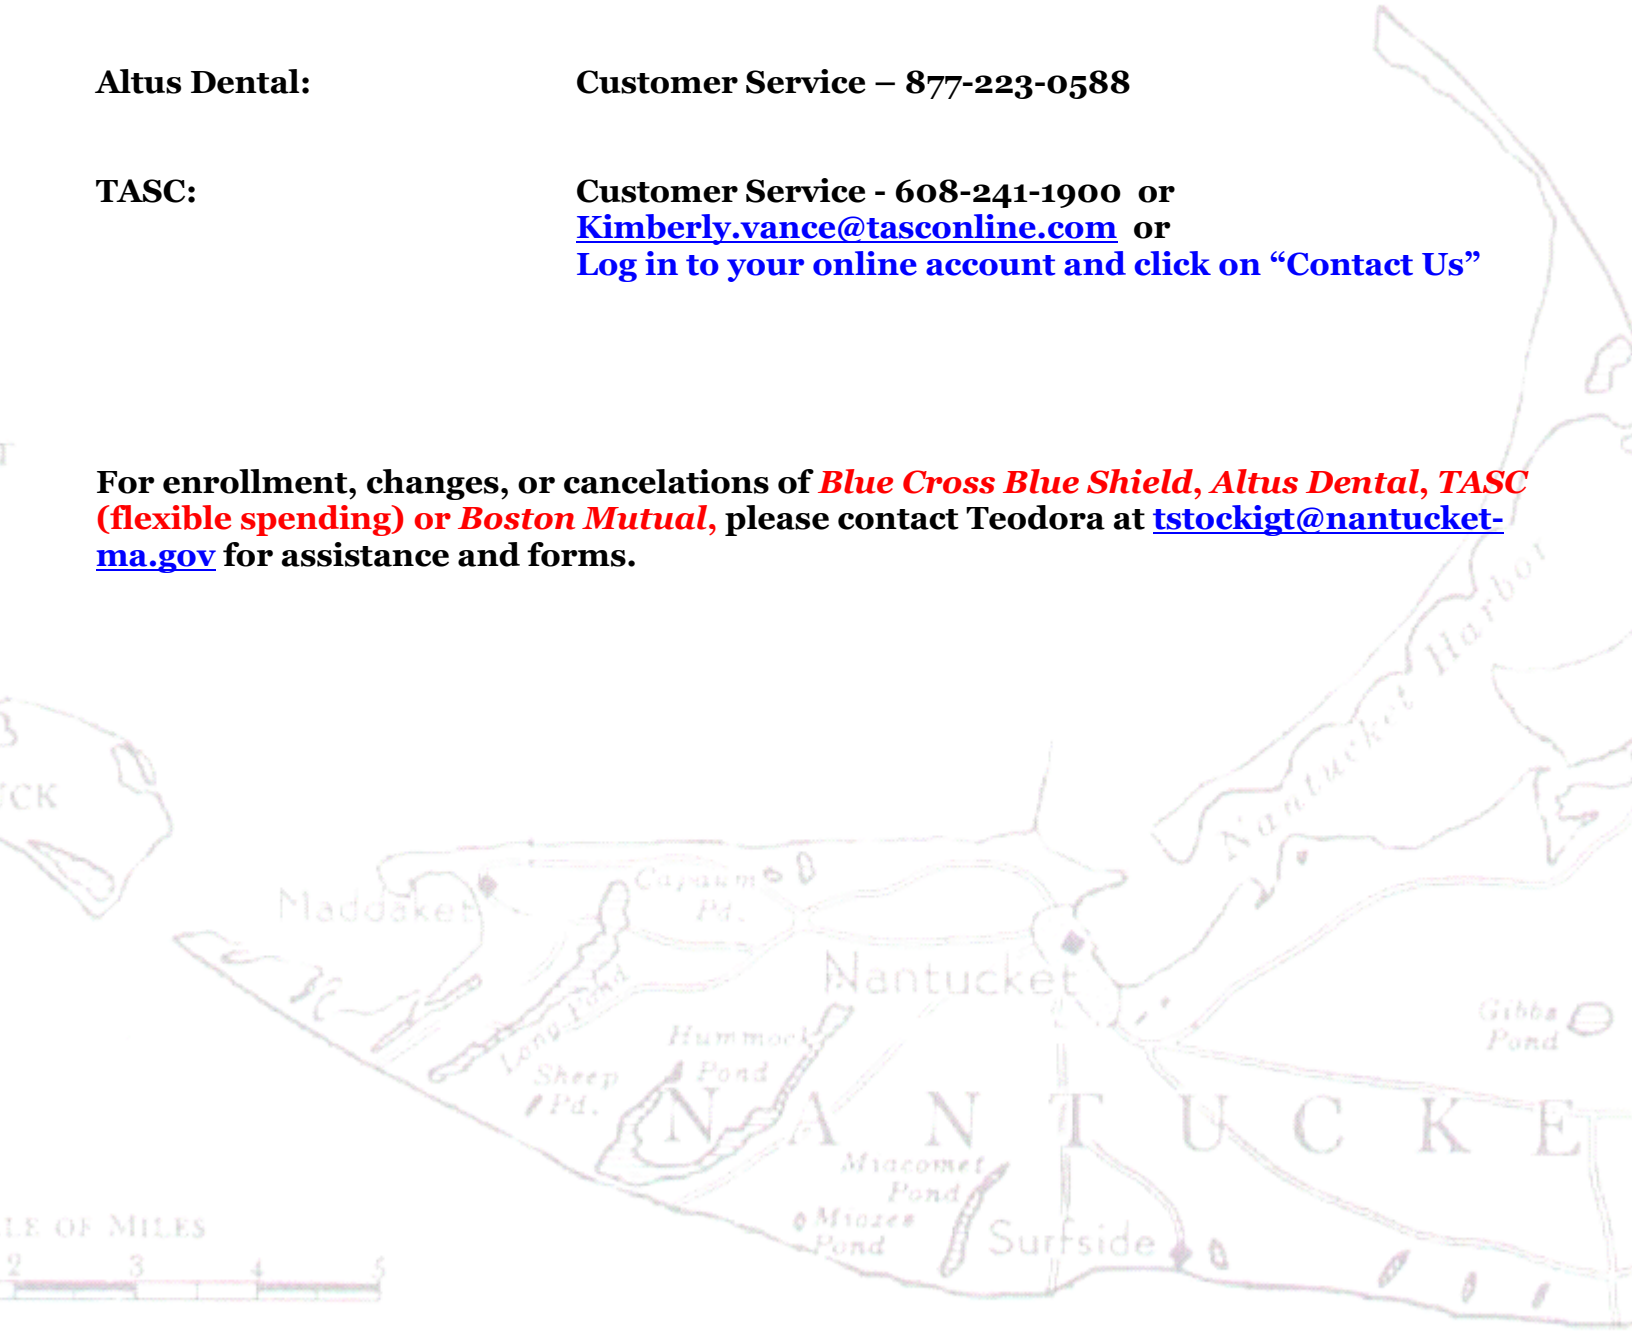 Altus Dental: Customer Service – 877-223-0588
TASC: Customer Service - 608-241-1900 or
Kimberly.vance@tasconline.com or
Log in to your online account and click on “Contact Us”
For enrollment, changes, or cancelations of Blue Cross Blue Shield, Altus Dental, TASC
(flexible spending) or Boston Mutual, please contact Teodora at tstockigt@nantucket-
ma.gov for assistance and forms.
Nantucket Harbor
UCK
Maddaket
Capaum
Pd.
Nantucket
Long Pond
Hummock
Pond
Sheep
Pd.
Gibbs
Pond
N A N T U C K E
Miacomet
Pond
Miozes
Pond
Surfside
LE OF MILES
2 3 4 5